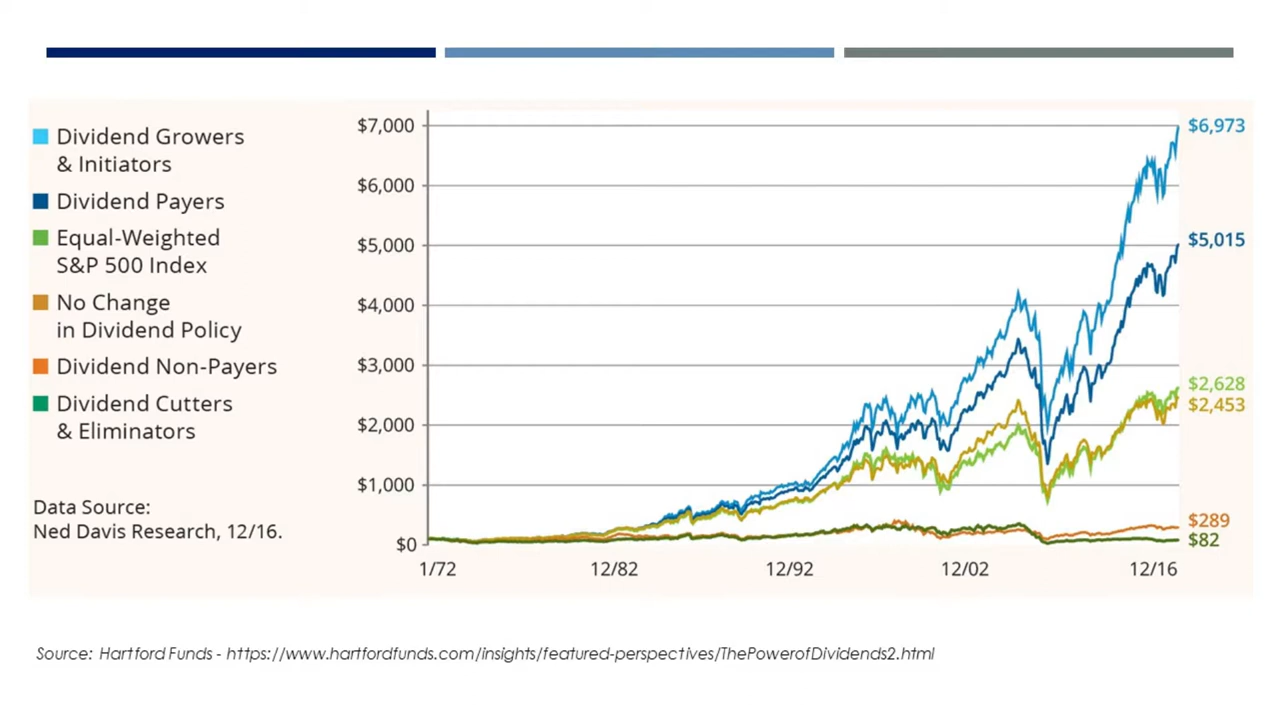 Dividend Growers
& Initiators
Dividend Payers
Equal-Weighted
S&P 500 Index
No Change
in Dividend Policy
Dividend Non-Payers
Dividend Cutters
& Eliminators
Data Source:
Ned Davis Research, 12/16.
$7,000
$6,000
$5,000
$4,000
$3,000
$2,000
$1,000
$0
1/72
12/82
12/92
12/02
12/16
$6,973
$5,015
$2,628
$2,453
$289
$82
Source: Hartford Funds - https://www.hartfordfunds.com/insights/featured-perspectives/ThePowerofDividends2.html